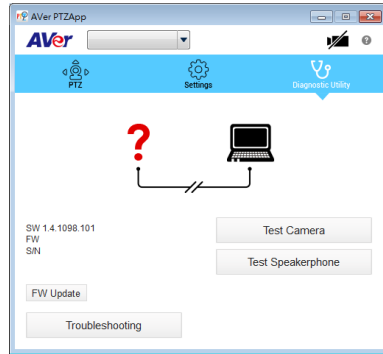 AVer PTZApp
AVer
PTZ
Settings
Diagnostic Utility
?
SW 1.4.1098.101
FW
S/N
Test Camera
Test Speakerphone
FW Update
Troubleshooting